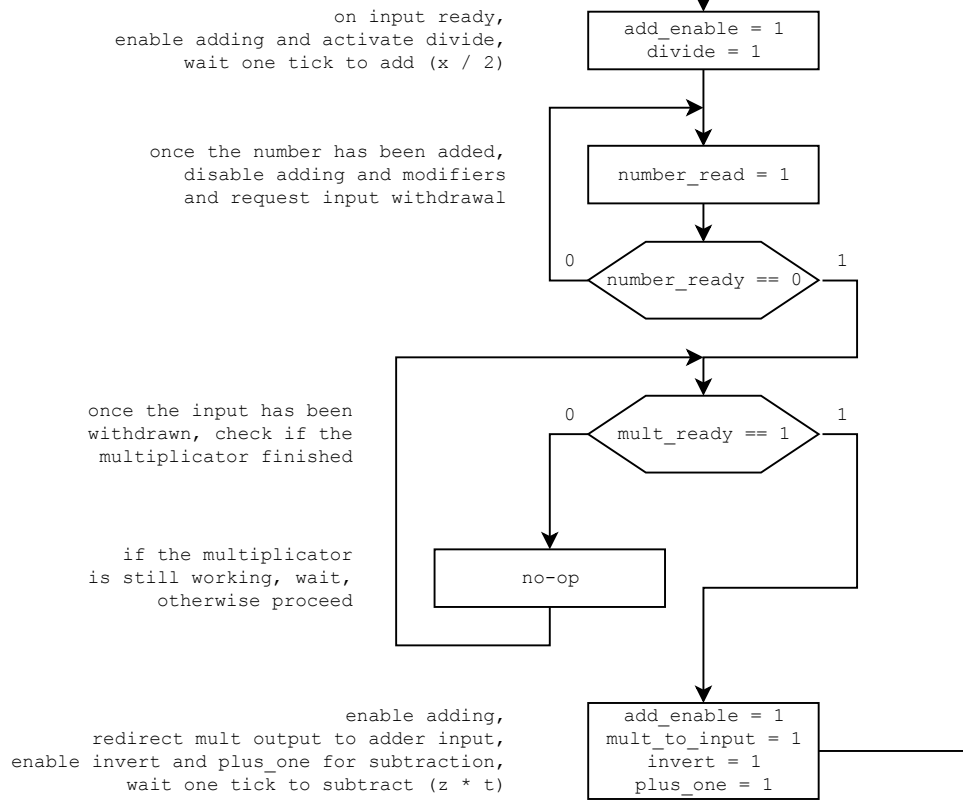 on input ready,
enable adding and activate divide,
wait one tick to add (x / 2)
add_enable = 1
divide = 1
once the number has been added,
disable adding and modifiers
and request input withdrawal
number_read = 1
0
number_ready == 0
1
once the input has been
withdrawn, check if the
multiplicator finished
0
mult_ready == 1
1
if the multiplicator
is still working, wait,
otherwise proceed
no-op
enable adding,
redirect mult output to adder input,
enable invert and plus_one for subtraction,
wait one tick to subtract (z * t)
add_enable = 1
mult_to_input = 1
invert = 1
plus_one = 1